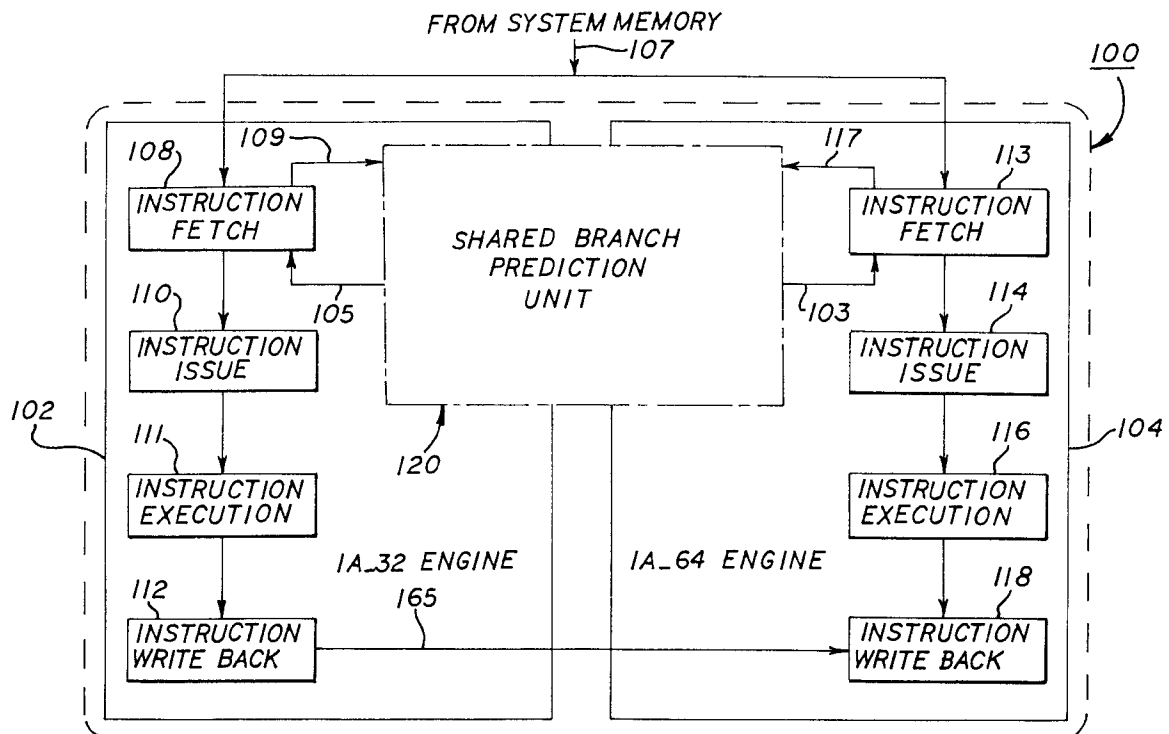 FROM SYSTEM MEMORY
107
100
108
109
117
113
INSTRUCTION
FETCH
SHARED BRANCH
PREDICTION
UNIT
INSTRUCTION
FETCH
105
103
110
114
INSTRUCTION
ISSUE
INSTRUCTION
ISSUE
102
104
111
120
116
INSTRUCTION
EXECUTION
INSTRUCTION
EXECUTION
IA_32 ENGINE
IA_64 ENGINE
112
165
118
INSTRUCTION
WRITE BACK
INSTRUCTION
WRITE BACK